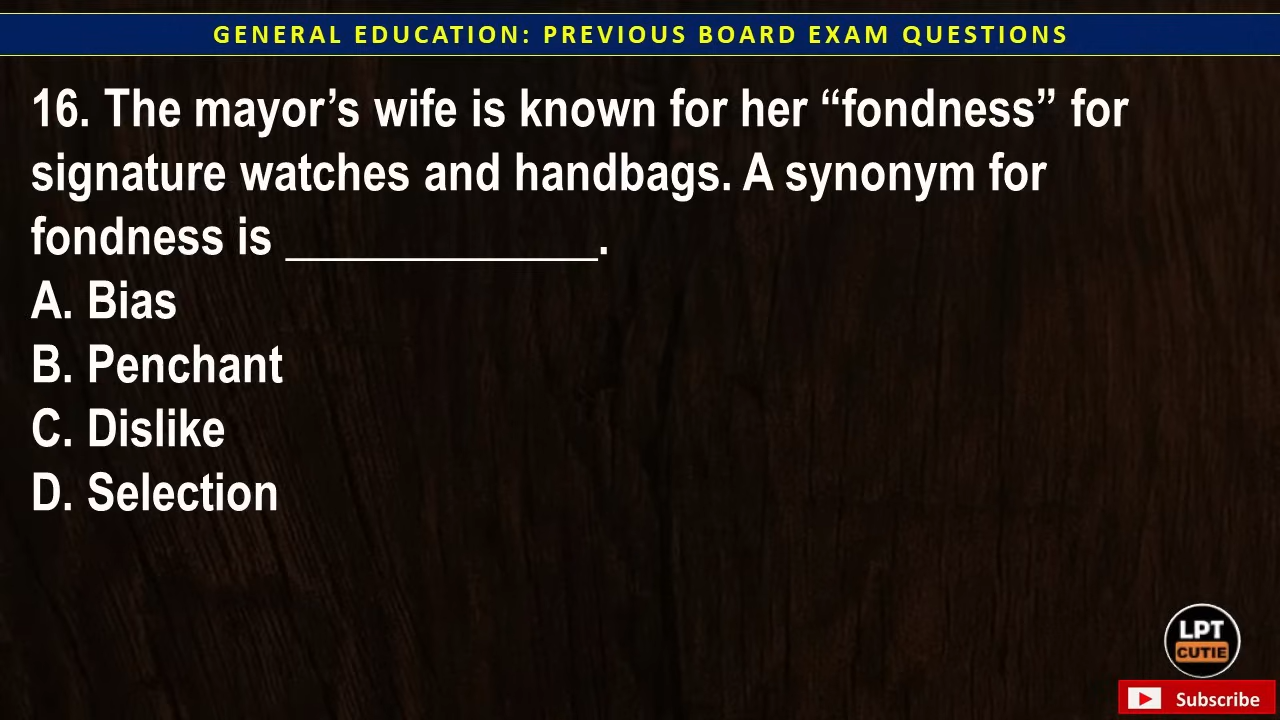 GENERAL EDUCATION: PREVIOUS BOARD EXAM QUESTIONS
16. The mayor’s wife is known for her “fondness” for
signature watches and handbags. A synonym for
fondness is ______________.
A. Bias
B. Penchant
C. Dislike
D. Selection
LPT
CUTIE
Subscribe